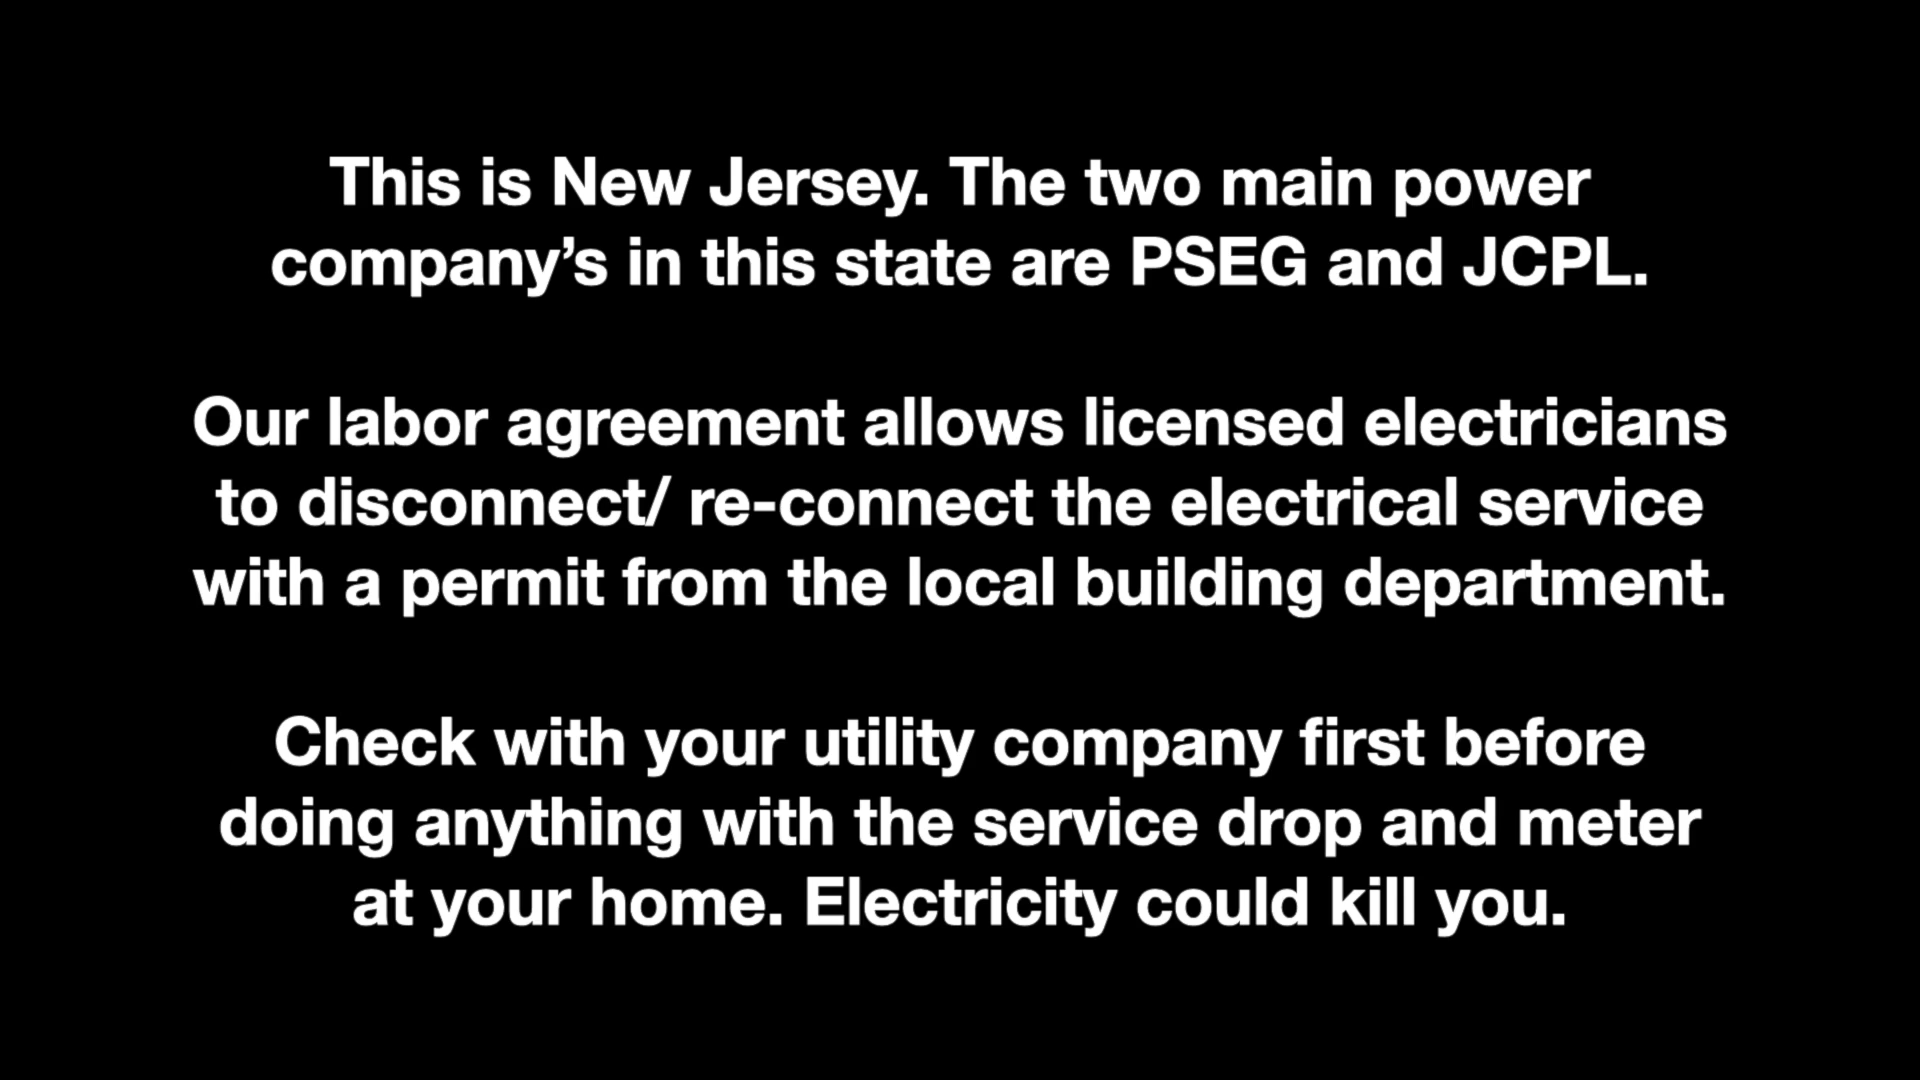 This is New Jersey. The two main power
company’s in this state are PSEG and JCPL.
Our labor agreement allows licensed electricians
to disconnect/ re-connect the electrical service
with a permit from the local building department.
Check with your utility company first before
doing anything with the service drop and meter
at your home. Electricity could kill you.